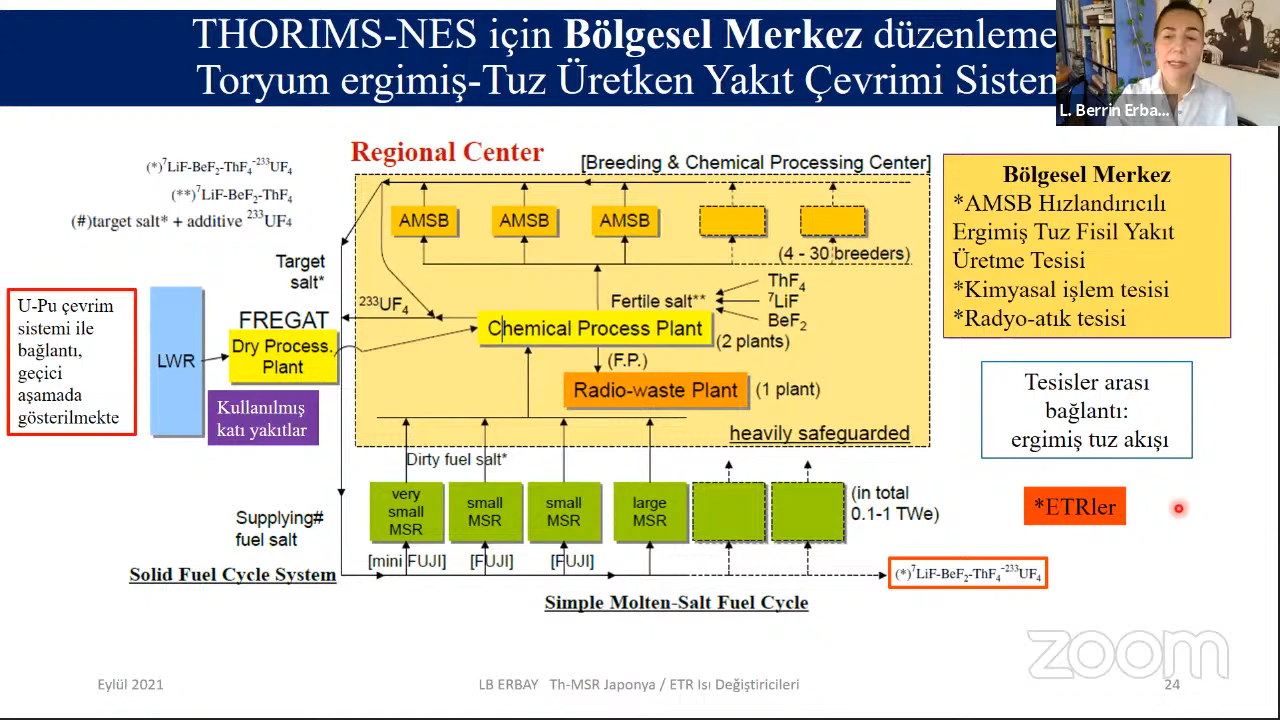 THORIMS-NES için Bölgesel Merkez düzenleme
Toryum ergimiş-Tuz Üretken Yakıt Çevrimi Sistem
L. Berrin Erba...
(*)⁷LiF-BeF₂-ThF₄-²³³UF₄
(**)⁷LiF-BeF₂-ThF₄
(#)target salt* + additive ²³³UF₄
Regional Center
[Breeding & Chemical Processing Center]
AMSB
AMSB
AMSB
(4 - 30 breeders)
Target
salt*
²³³UF₄
Fertile salt**
ThF₄
⁷LiF
BeF₂
U-Pu çevrim
sistemi ile
bağlantı,
geçici
aşamada
gösterilmekte
LWR
FREGAT
Dry Process.
Plant
Kullanılmış
katı yakıtlar
Chemical Process Plant
(2 plants)
(F.P.)
Radio-waste Plant
(1 plant)
heavily safeguarded
Dirty fuel salt*
very
small
MSR
small
MSR
small
MSR
large
MSR
(in total
0.1-1 TWe)
Supplying#
fuel salt
[mini FUJI]
[FUJI]
[FUJI]
Solid Fuel Cycle System
(*)⁷LiF-BeF₂-ThF₄-²³³UF₄
Simple Molten-Salt Fuel Cycle
Bölgesel Merkez
*AMSB Hızlandırıcılı
Ergimiş Tuz Fisil Yakıt
Üretme Tesisi
*Kimyasal işlem tesisi
*Radyo-atık tesisi
Tesisler arası
bağlantı:
ergimiş tuz akışı
*ETRler
zoom
Eylül 2021
LB ERBAY Th-MSR Japonya / ETR Isı Değiştiricileri
24